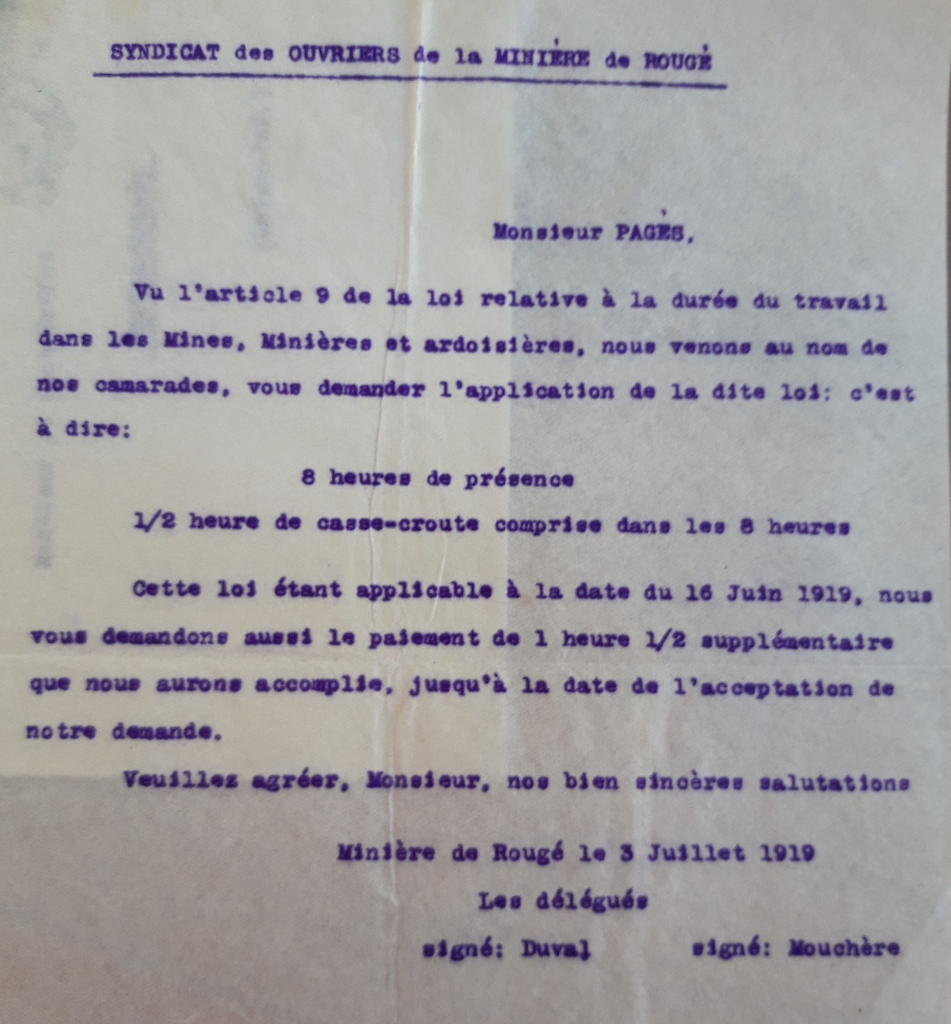 SYNDICAT des OUVRIERS de la MINIÈRE de ROUGÉ
Monsieur PAGÈS,
Vu l'article 9 de la loi relative à la durée du travail
dans les Mines, Minières et ardoisières, nous venons au nom de
nos camarades, vous demander l'application de la dite loi: c'est
à dire:
8 heures de présence
1/2 heure de casse-croute comprise dans les 8 heures
Cette loi étant applicable à la date du 16 Juin 1919, nous
vous demandons aussi le paiement de 1 heure 1/2 supplémentaire
que nous aurons accomplie, jusqu'à la date de l'acceptation de
notre demande.
Veuillez agréer, Monsieur, nos bien sincères salutations
Minière de Rougé le 3 Juillet 1919
Les délégués
signé: Duval signé: Mouchère